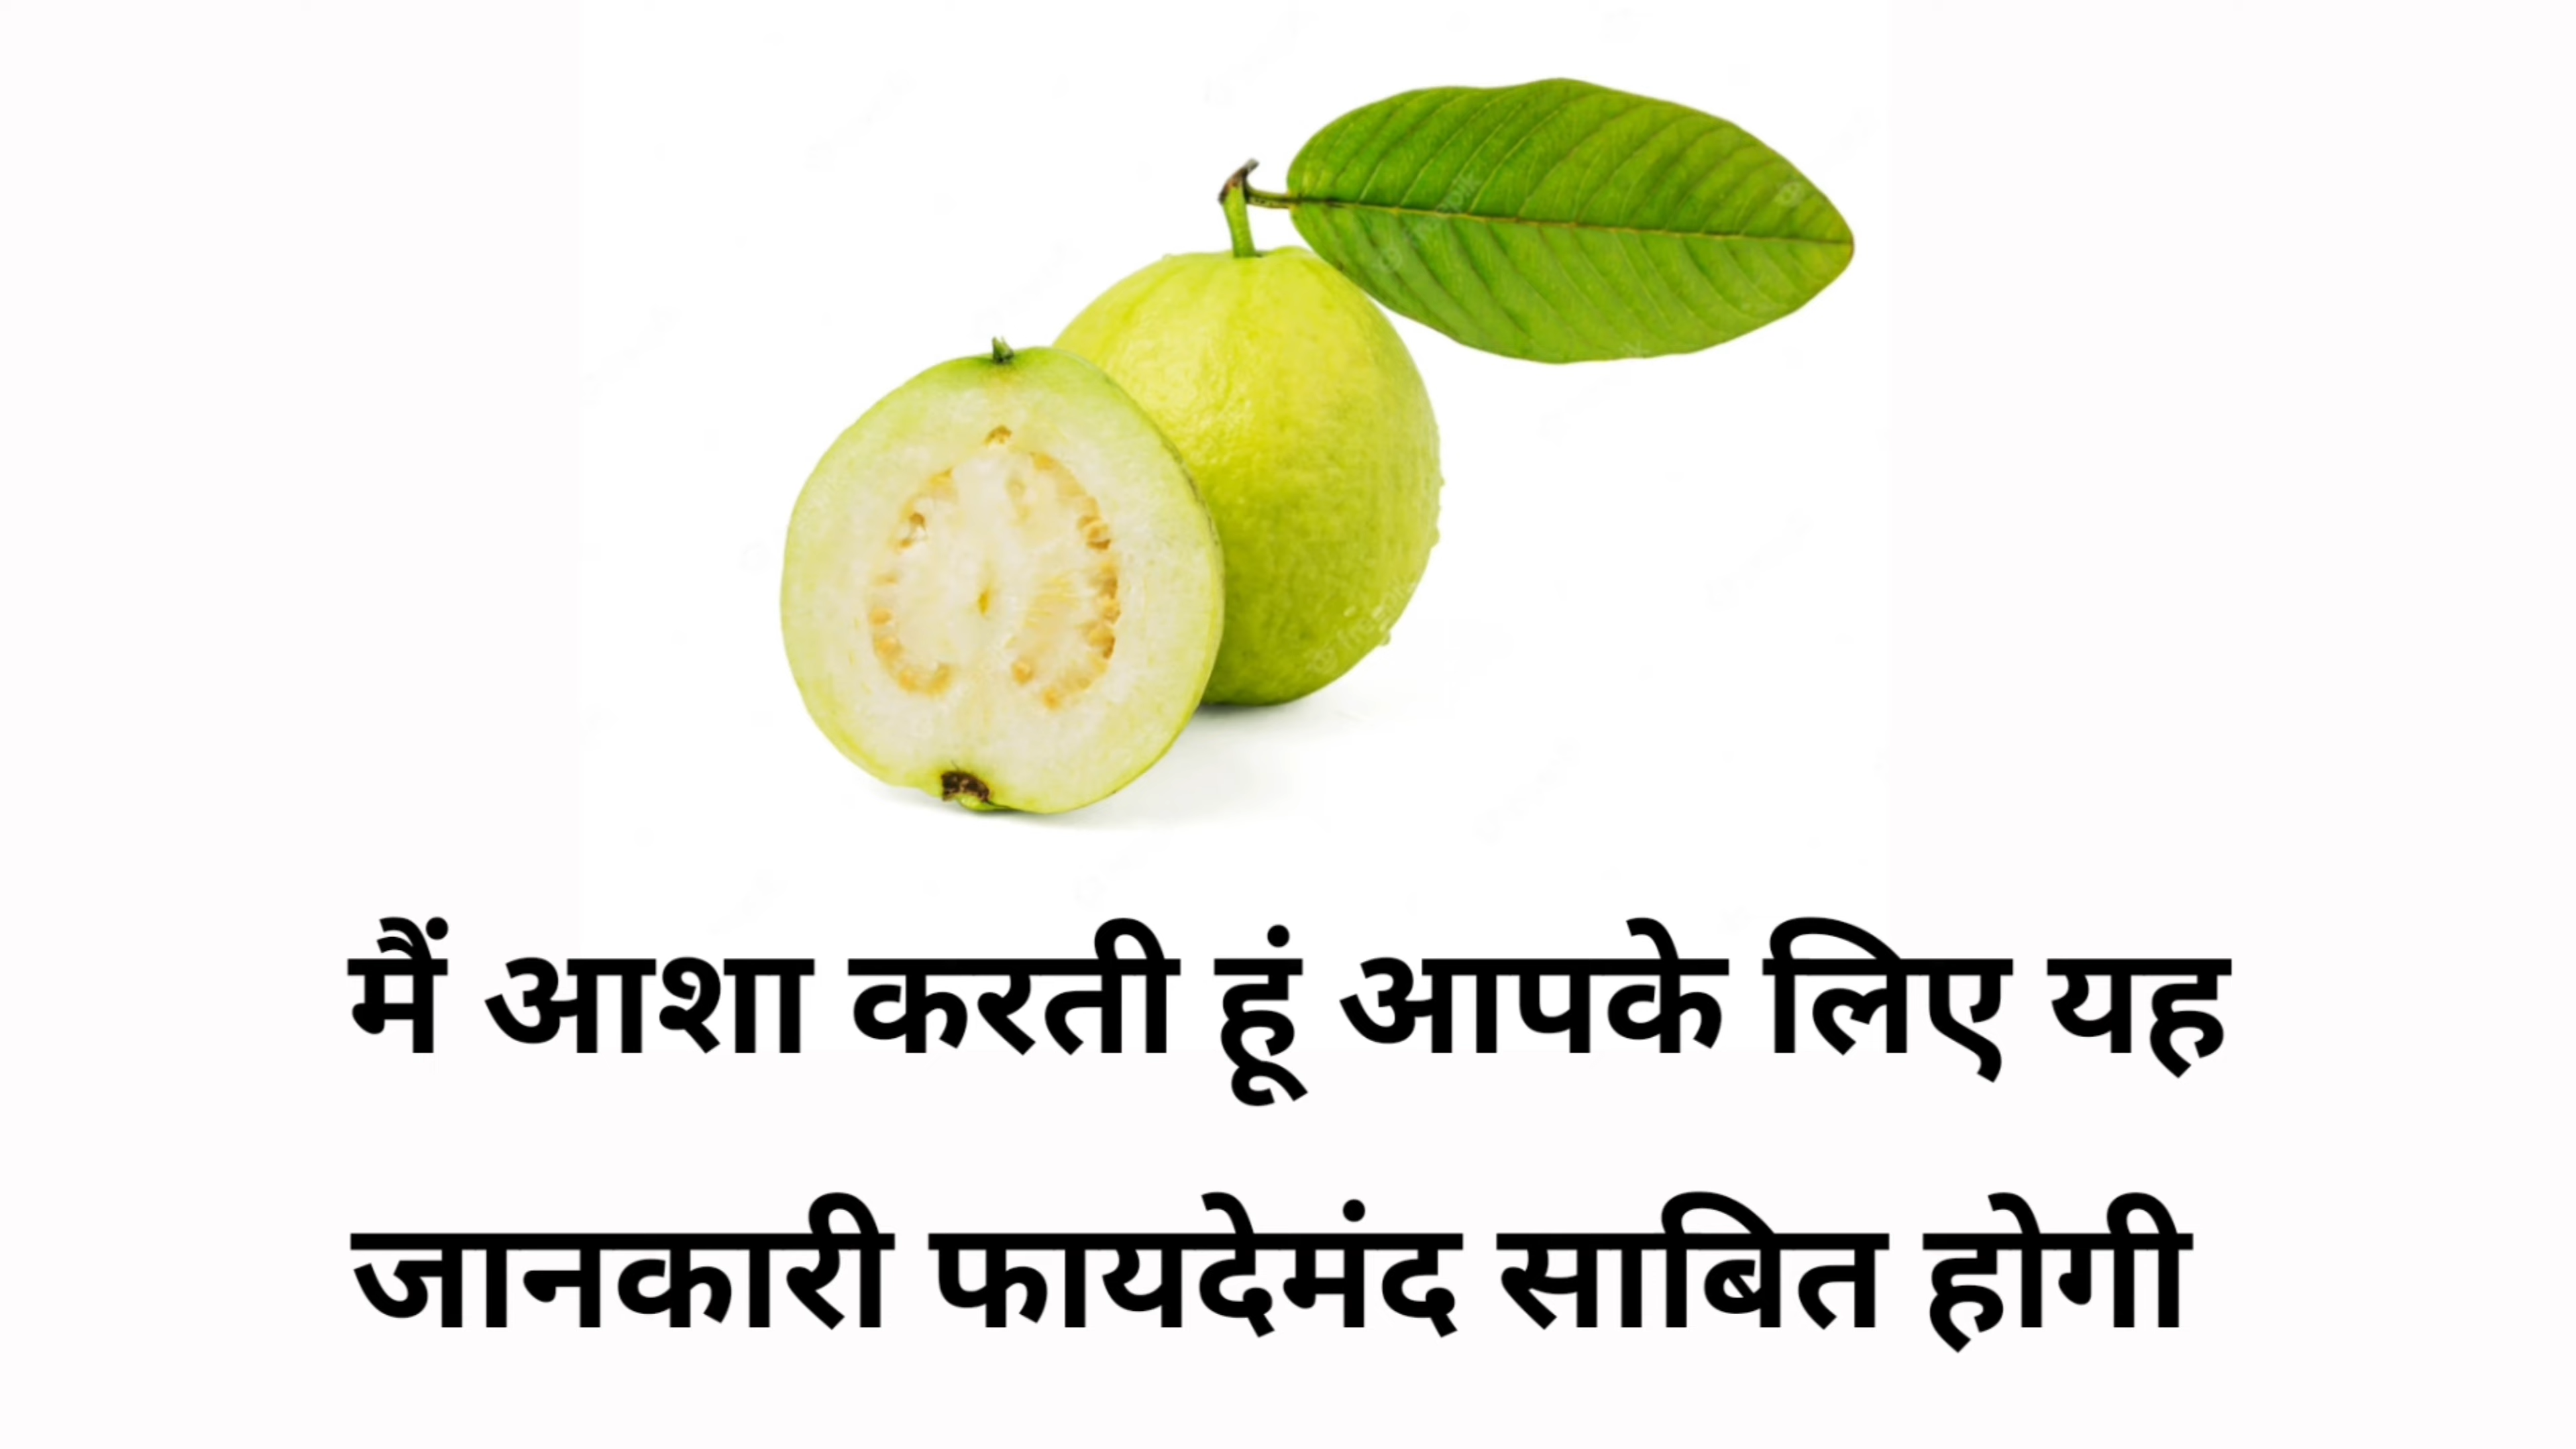 मैं आशा करती हूं आपके लिए यह
जानकारी फायदेमंद साबित होगी